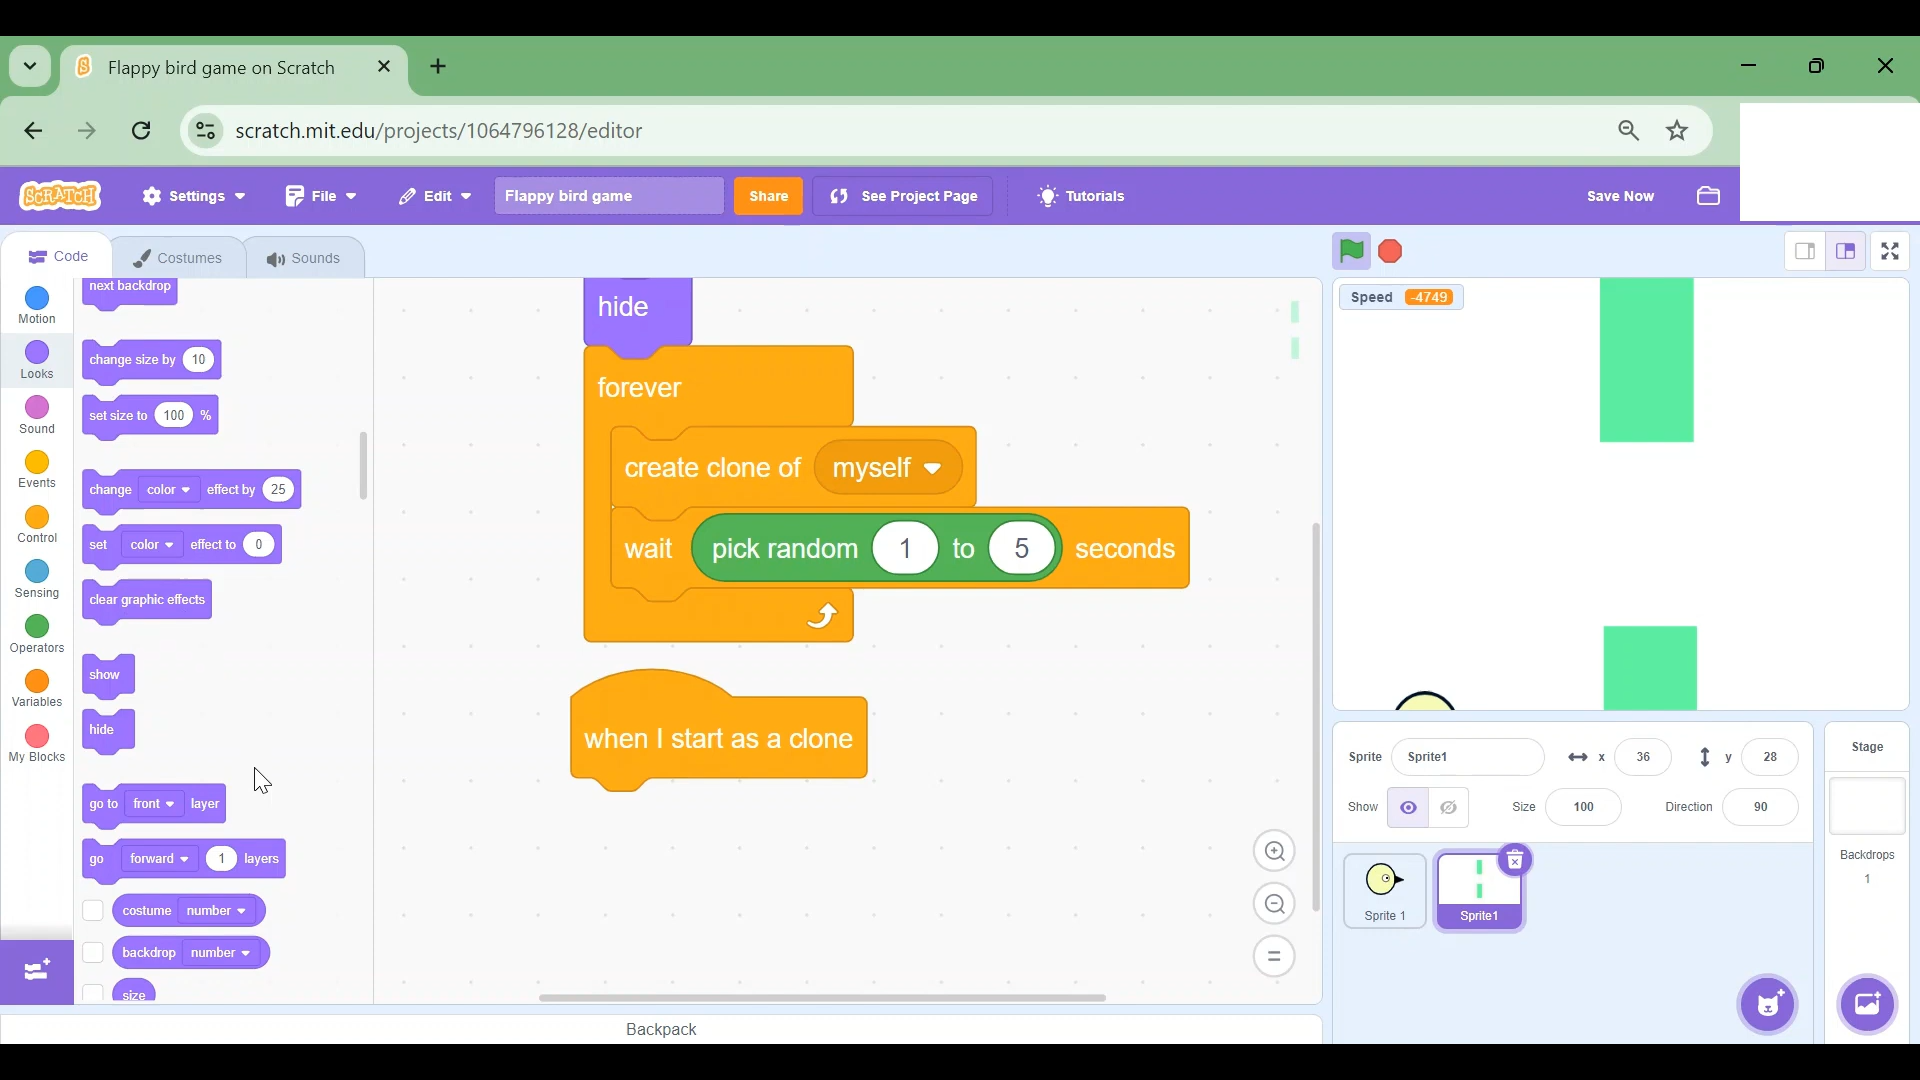 Flappy bird game on Scratch
scratch.mit.edu/projects/1064796128/editor
SCRATCH
Settings
File
Edit
Flappy bird game
Share
See Project Page
Tutorials
Save Now
Code
Costumes
Sounds
Motion
Looks
Sound
Events
Control
Sensing
Operators
Variables
My Blocks
next backdrop
change size by 10
set size to 100 %
change color effect by 25
set color effect to 0
clear graphic effects
show
hide
go to front layer
go forward 1 layers
costume number
backdrop number
size
hide
forever
create clone of myself
wait pick random 1 to 5 seconds
when I start as a clone
Backpack
Speed -4749
Sprite Sprite1 x 36 y 28
Show Size 100 Direction 90
Sprite 1
Sprite1
Stage
Backdrops
1